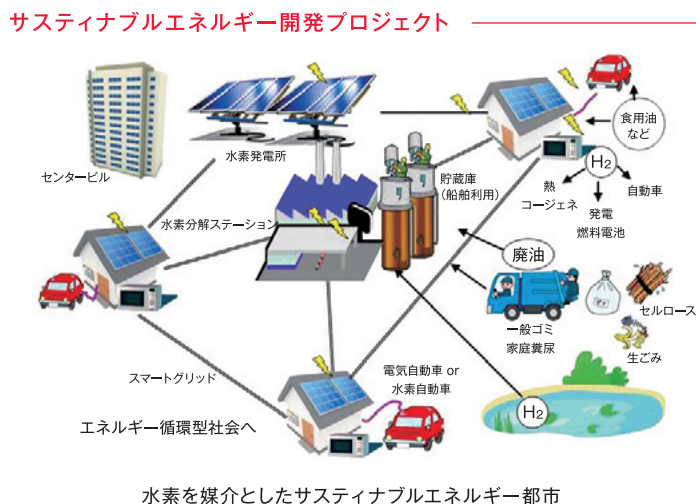 サスティナブルエネルギー開発プロジェクト
センタービル
水素発電所
水素分解ステーション
貯蔵庫
(船舶利用)
食用油
など
H2
熱
コージェネ
発電
燃料電池
自動車
廃油
一般ゴミ
家庭糞尿
セルロース
生ごみ
H2
スマートグリッド
電気自動車 or
水素自動車
エネルギー循環型社会へ
水素を媒介としたサスティナブルエネルギー都市